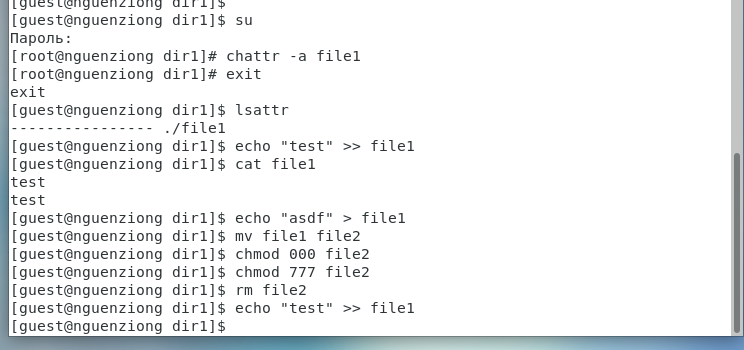 [guest@nguenziong dir1]$
[guest@nguenziong dir1]$ su
Пароль:
[root@nguenziong dir1]# chattr -a file1
[root@nguenziong dir1]# exit
exit
[guest@nguenziong dir1]$ lsattr
---------------- ./file1
[guest@nguenziong dir1]$ echo "test" >> file1
[guest@nguenziong dir1]$ cat file1
test
test
[guest@nguenziong dir1]$ echo "asdf" > file1
[guest@nguenziong dir1]$ mv file1 file2
[guest@nguenziong dir1]$ chmod 000 file2
[guest@nguenziong dir1]$ chmod 777 file2
[guest@nguenziong dir1]$ rm file2
[guest@nguenziong dir1]$ echo "test" >> file1
[guest@nguenziong dir1]$